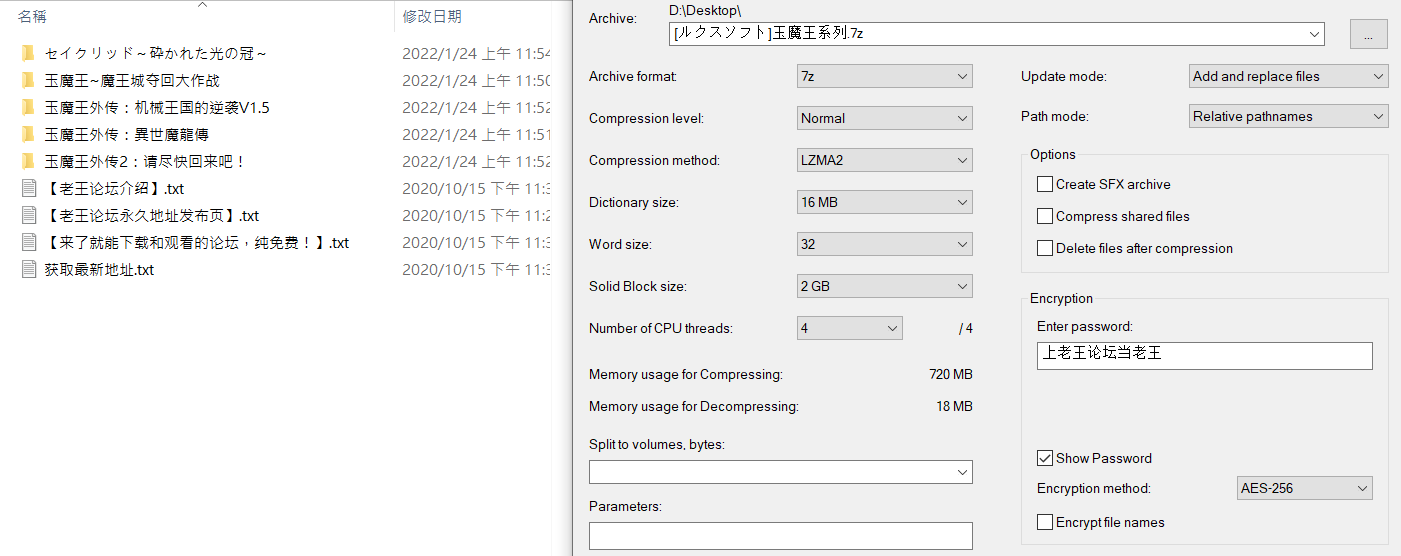 名稱 修改日期
セイクリッド～砕かれた光の冠～ 2022/1/24 上午 11:54
玉魔王~魔王城夺回大作战 2022/1/24 上午 11:50
玉魔王外传：机械王国的逆袭V1.5 2022/1/24 上午 11:52
玉魔王外传：異世魔龍傳 2022/1/24 上午 11:51
玉魔王外传2：请尽快回来吧！ 2022/1/24 上午 11:52
【老王论坛介绍】.txt 2020/10/15 下午 11:3
【老王论坛永久地址发布页】.txt 2020/10/15 下午 11:2
【来了就能下载和观看的论坛，纯免费！】.txt 2020/10/15 下午 11:3
获取最新地址.txt 2020/10/15 下午 11:3
Archive: D:\Desktop\
[ルクスソフト]玉魔王系列.7z ...
Archive format: 7z
Compression level: Normal
Compression method: LZMA2
Dictionary size: 16 MB
Word size: 32
Solid Block size: 2 GB
Number of CPU threads: 4 / 4
Memory usage for Compressing: 720 MB
Memory usage for Decompressing: 18 MB
Split to volumes, bytes:
Parameters:
Update mode: Add and replace files
Path mode: Relative pathnames
Options
Create SFX archive
Compress shared files
Delete files after compression
Encryption
Enter password:
上老王论坛当老王
Show Password
Encryption method: AES-256
Encrypt file names